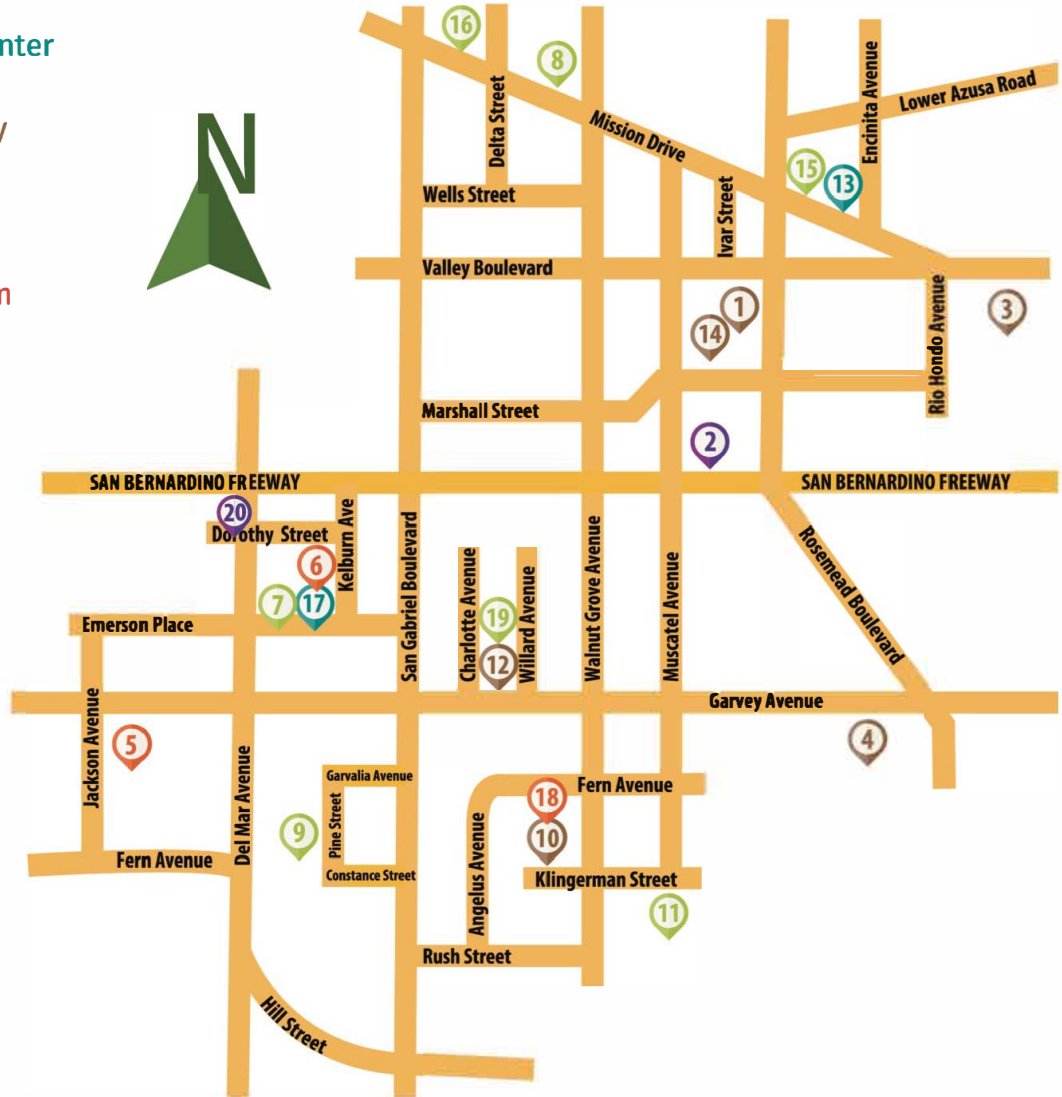 nter
y
n
N
16
8
Delta Street
Mission Drive
Encinita Avenue
Lower Azusa Road
15
13
Wells Street
Ivar Street
Valley Boulevard
1
14
3
Rio Hondo Avenue
Marshall Street
2
SAN BERNARDINO FREEWAY
SAN BERNARDINO FREEWAY
20
Dorothy Street
Kelburn Ave
6
7
17
Emerson Place
San Gabriel Boulevard
Charlotte Avenue
19
12
Willard Avenue
Walnut Grove Avenue
Muscatel Avenue
Rosemead Boulevard
Garvey Avenue
Jackson Avenue
5
4
Del Mar Avenue
Garvalia Avenue
Pine Street
9
Constance Street
Fern Avenue
Fern Avenue
18
10
Angelus Avenue
Klingerman Street
11
Rush Street
Hill Street